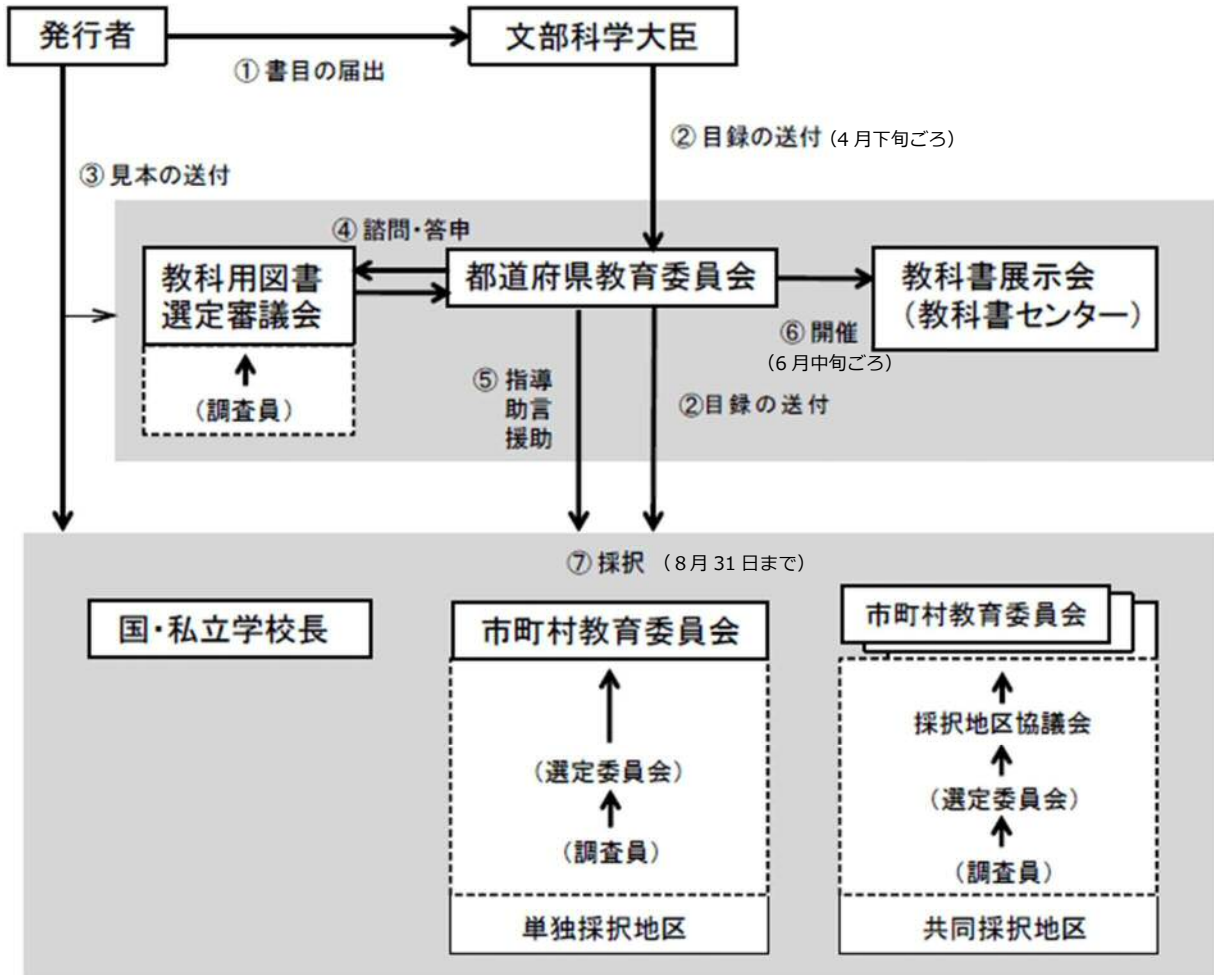 発行者
文部科学大臣
① 書目の届出
② 目録の送付（4 月下旬ごろ）
③ 見本の送付
④ 諮問・答申
教科用図書
選定審議会
（調査員）
都道府県教育委員会
教科書展示会
（教科書センター）
⑥ 開催
（6 月中旬ごろ）
⑤ 指導
助言
援助
②目録の送付
⑦ 採択 （８月 31 日まで）
国・私立学校長
市町村教育委員会
（選定委員会）
（調査員）
単独採択地区
市町村教育委員会
採択地区協議会
（選定委員会）
（調査員）
共同採択地区